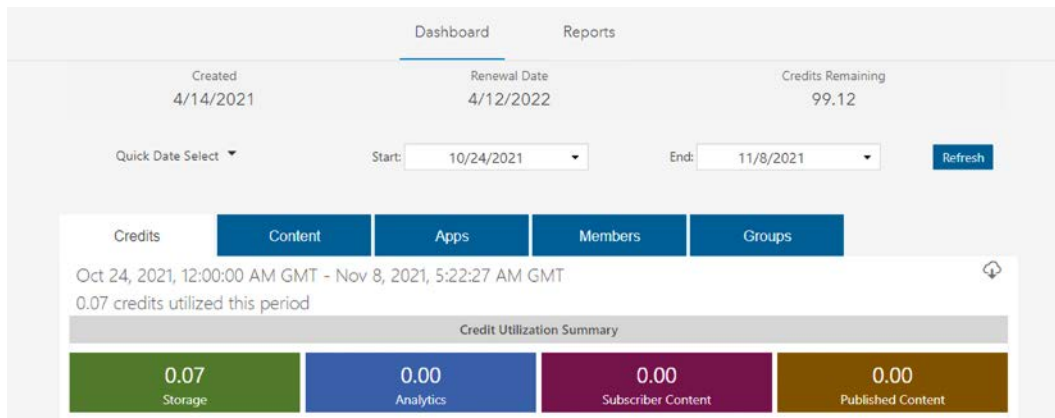 Dashboard Reports
Created Renewal Date Credits Remaining
4/14/2021 4/12/2022 99.12
Quick Date Select Start: 10/24/2021 End: 11/8/2021 Refresh
Credits Content Apps Members Groups
Oct 24, 2021, 12:00:00 AM GMT - Nov 8, 2021, 5:22:27 AM GMT
0.07 credits utilized this period
Credit Utilization Summary
0.07 0.00 0.00 0.00
Storage Analytics Subscriber Content Published Content